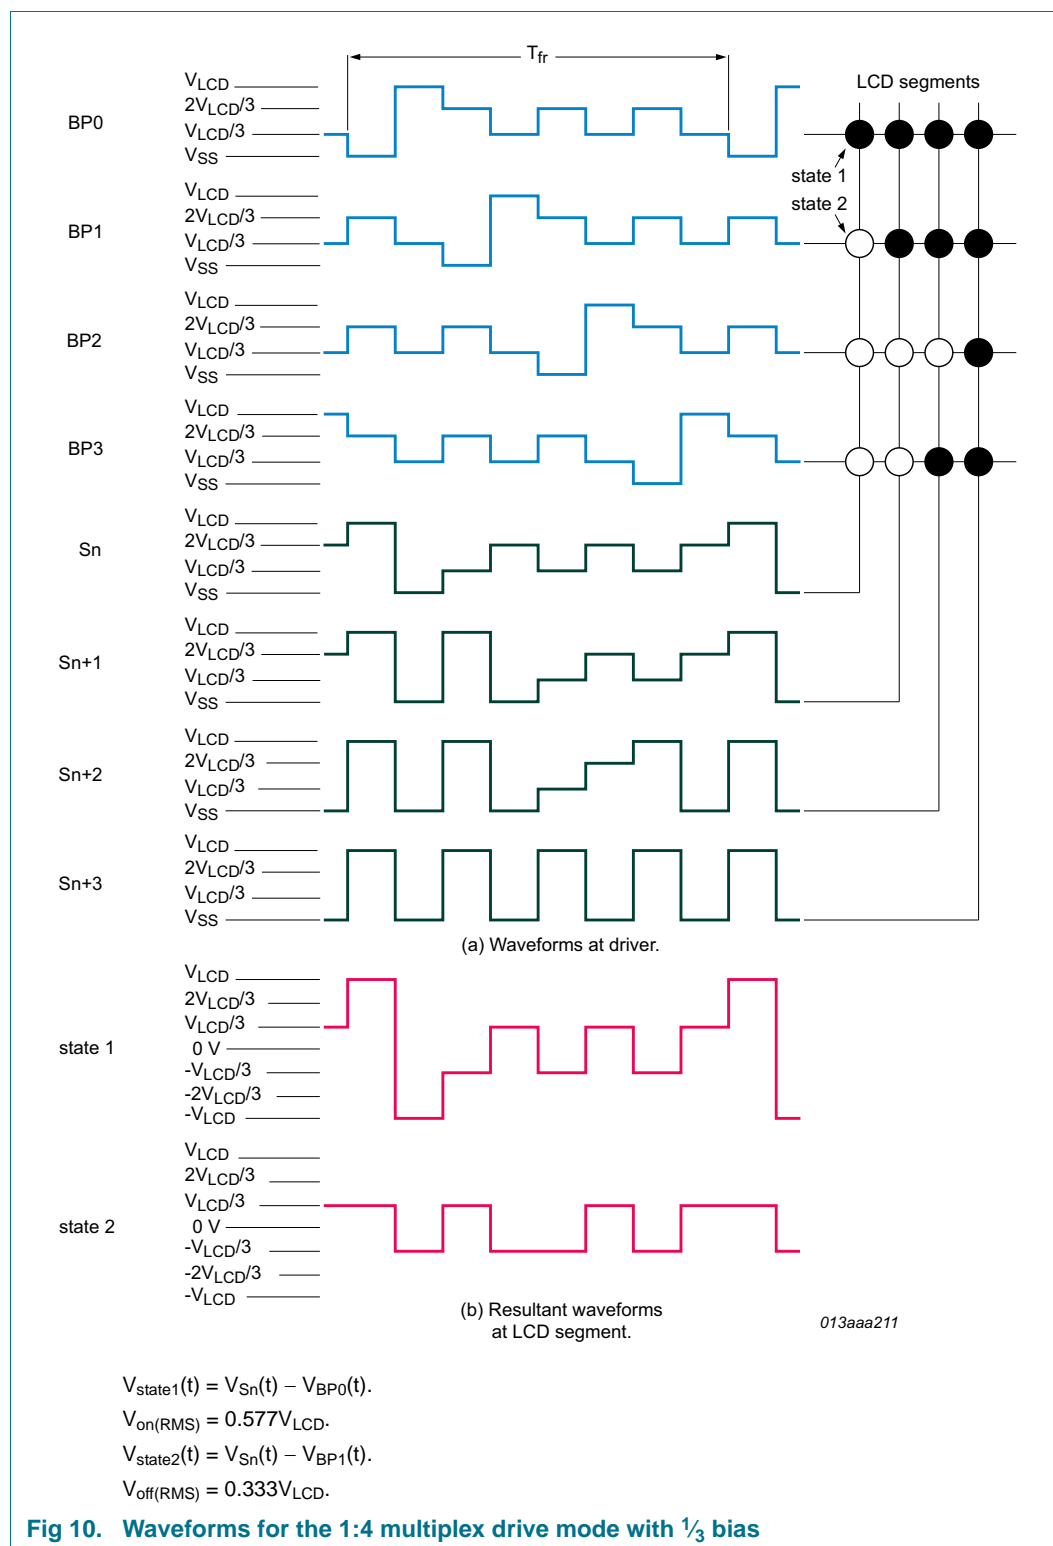 Tfr
VLCD
2VLCD/3
BP0
VLCD/3
VSS
LCD segments
state 1
state 2
VLCD
2VLCD/3
BP1
VLCD/3
VSS
VLCD
2VLCD/3
BP2
VLCD/3
VSS
VLCD
2VLCD/3
BP3
VLCD/3
VSS
VLCD
2VLCD/3
Sn
VLCD/3
VSS
VLCD
2VLCD/3
Sn+1
VLCD/3
VSS
VLCD
2VLCD/3
Sn+2
VLCD/3
VSS
VLCD
2VLCD/3
Sn+3
VLCD/3
VSS
(a) Waveforms at driver.
VLCD
2VLCD/3
VLCD/3
state 1
0 V
-VLCD/3
-2VLCD/3
-VLCD
VLCD
2VLCD/3
VLCD/3
state 2
0 V
-VLCD/3
-2VLCD/3
-VLCD
(b) Resultant waveforms
at LCD segment.
013aaa211
Vstate1(t) = VSn(t) − VBP0(t).
Von(RMS) = 0.577VLCD.
Vstate2(t) = VSn(t) − VBP1(t).
Voff(RMS) = 0.333VLCD.
Fig 10. Waveforms for the 1:4 multiplex drive mode with 1⁄3 bias